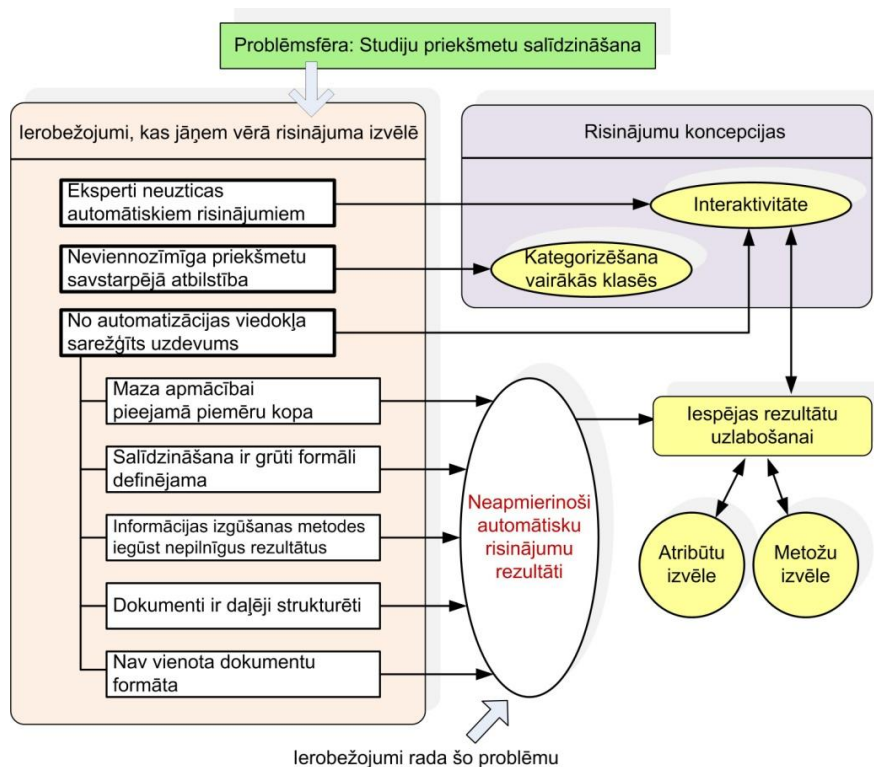 Problēmsfēra: Studiju priekšmetu salīdzināšana
Ierobežojumi, kas jāņem vērā risinājuma izvēlē
Risinājumu koncepcijas
Eksperti neuzticas
automātiskiem risinājumiem
Interaktivitāte
Neviennozīmīga priekšmetu
savstarpējā atbilstība
Kategorizēšana
vairākās klasēs
No automatizācijas viedokļa
sarežģīts uzdevums
Maza apmācībai
pieejamā piemēru kopa
Iespējas rezultātu
uzlabošanai
Salīdzināšana ir grūti formāli
definējama
Informācijas izgūšanas metodes
iegūst nepilnīgus rezultātus
Neapmierinoši
automātisku
risinājumu
rezultāti
Atribūtu
izvēle
Metožu
izvēle
Dokumenti ir daļēji strukturēti
Nav vienota dokumentu
formāta
Ierobežojumi rada šo problēmu